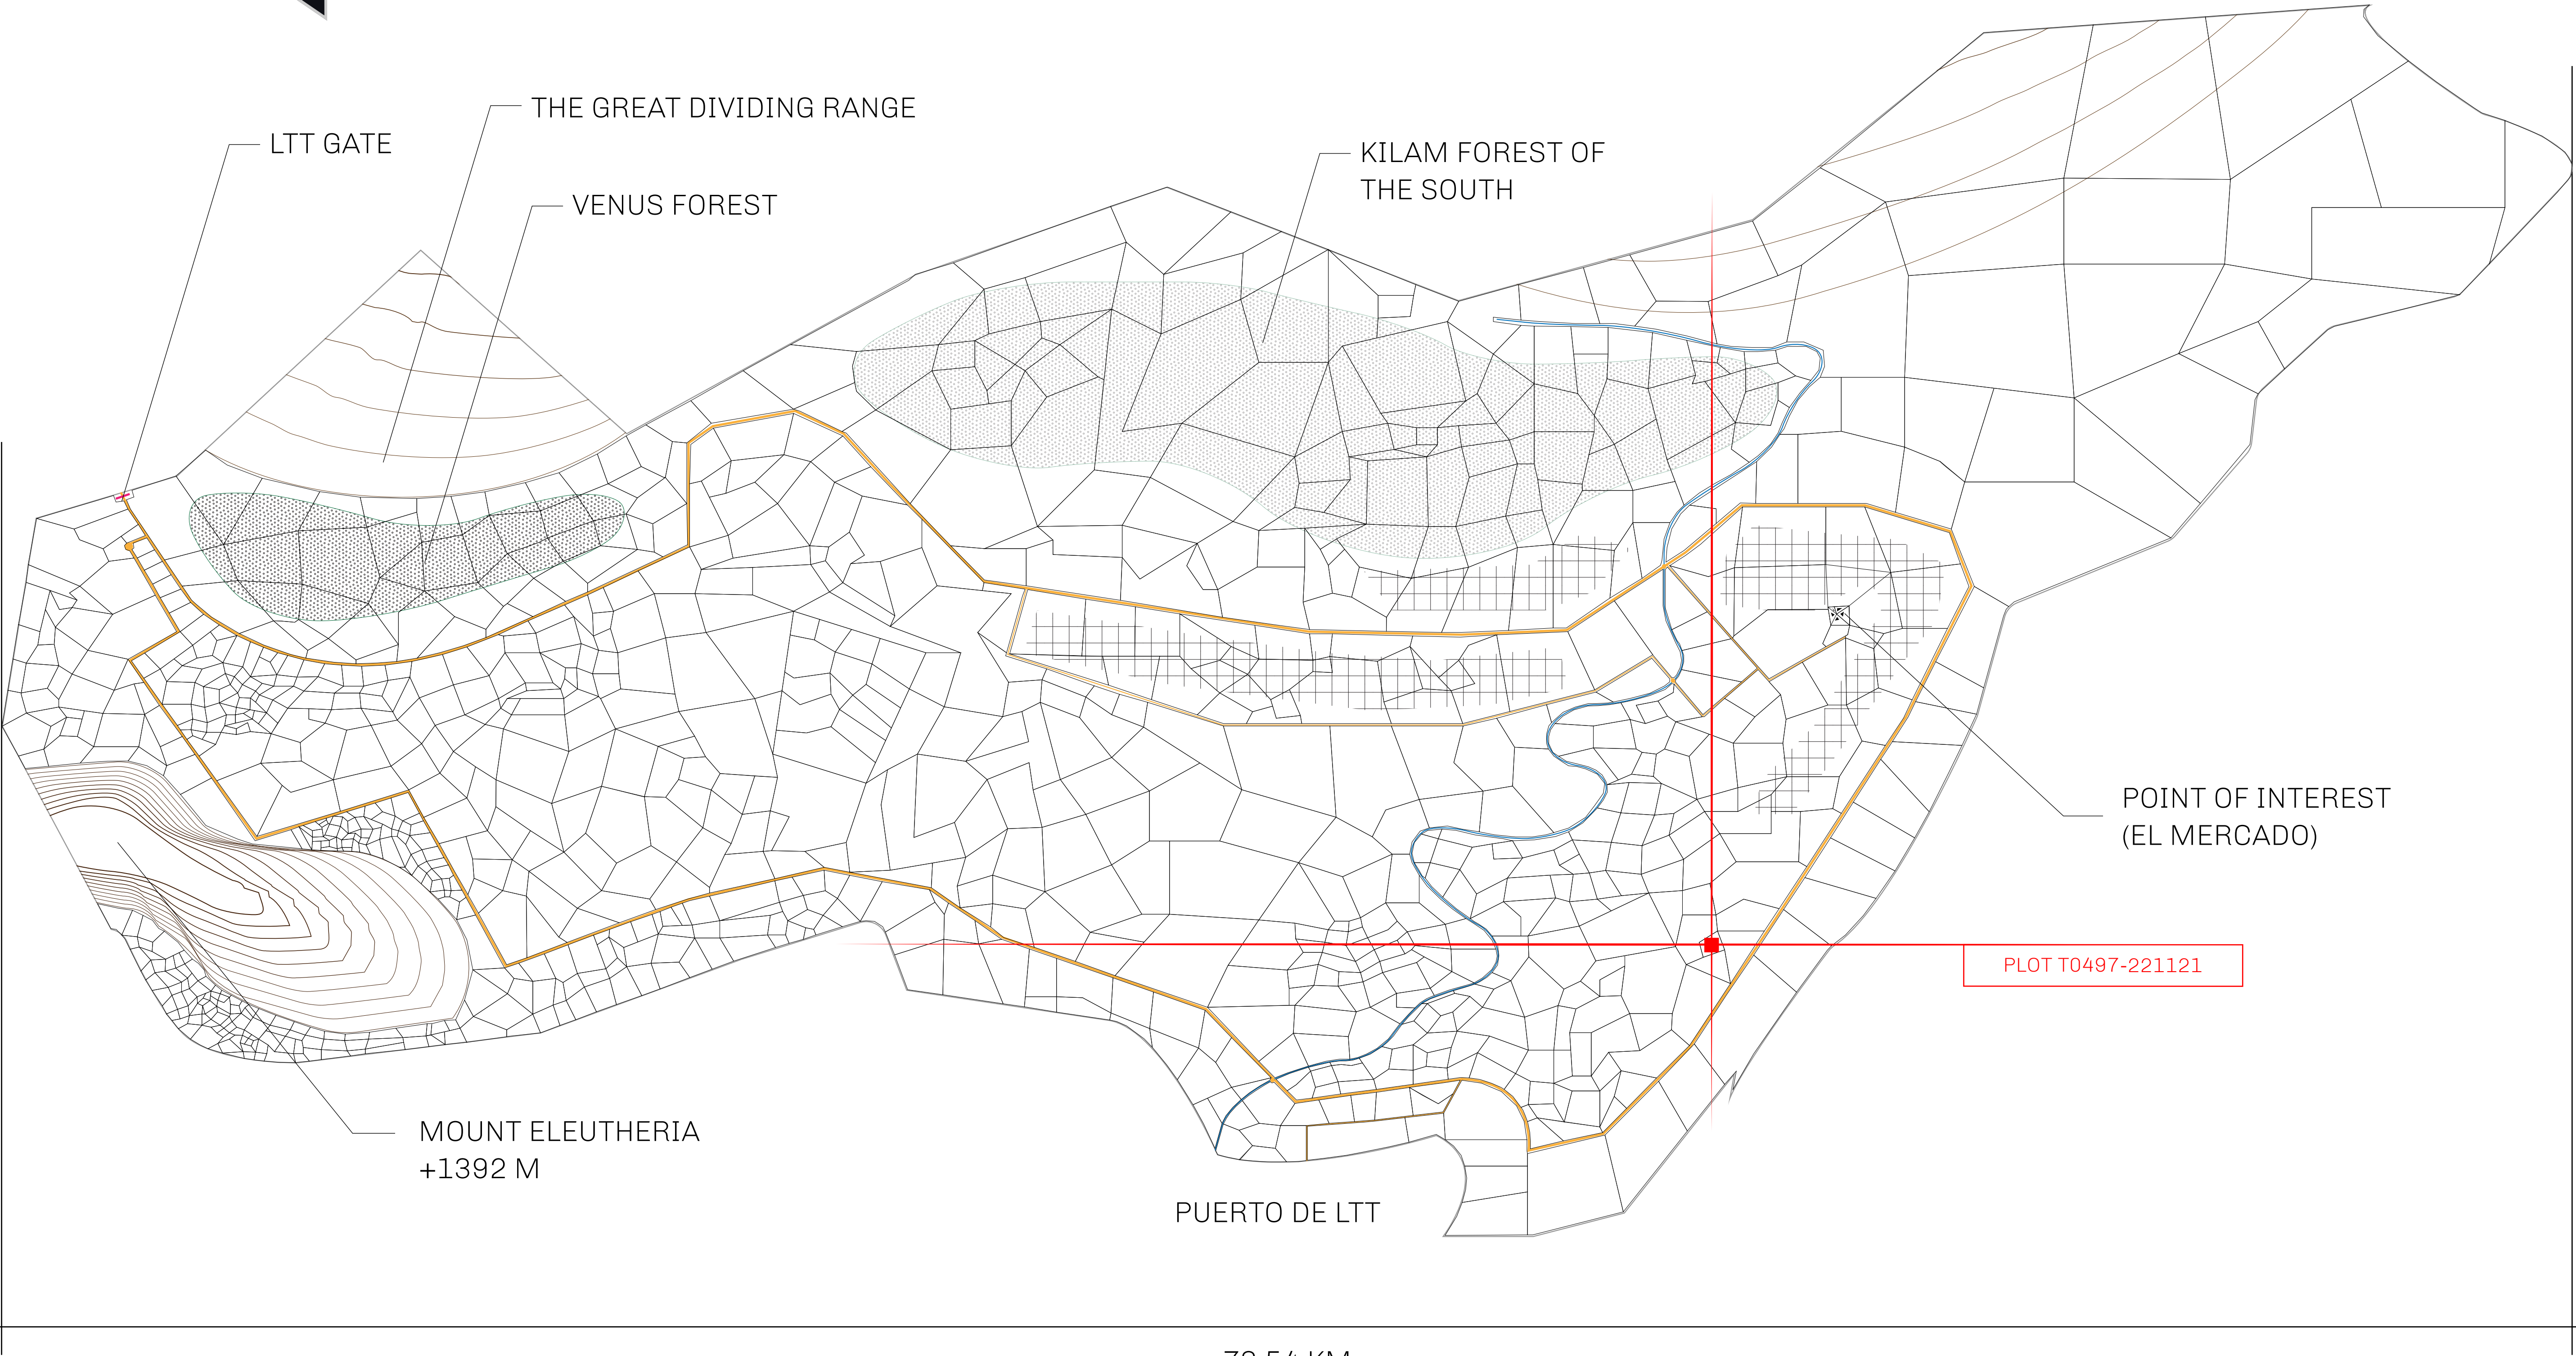 THE GREAT DIVIDING RANGE
LTT GATE
VENUS FOREST
KILAM FOREST OF
THE SOUTH
POINT OF INTEREST
(EL MERCADO)
PLOT T0497-221121
MOUNT ELEUTHERIA
+1392 M
PUERTO DE LTT
KM